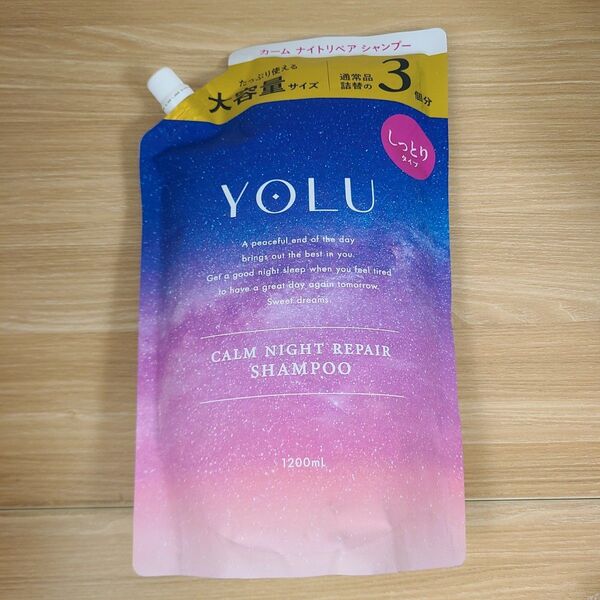 カーム ナイトリペア シャンプー
たっぷり使える
大容量サイズ
通常品
詰替の
3個分
しっとり
タイプ
YOLU
A peaceful end of the day
brings out the best in you.
Get a good night sleep when you feel tired
to have a great day again tomorrow.
Sweet dreams.
CALM NIGHT REPAIR
SHAMPOO
1200mL